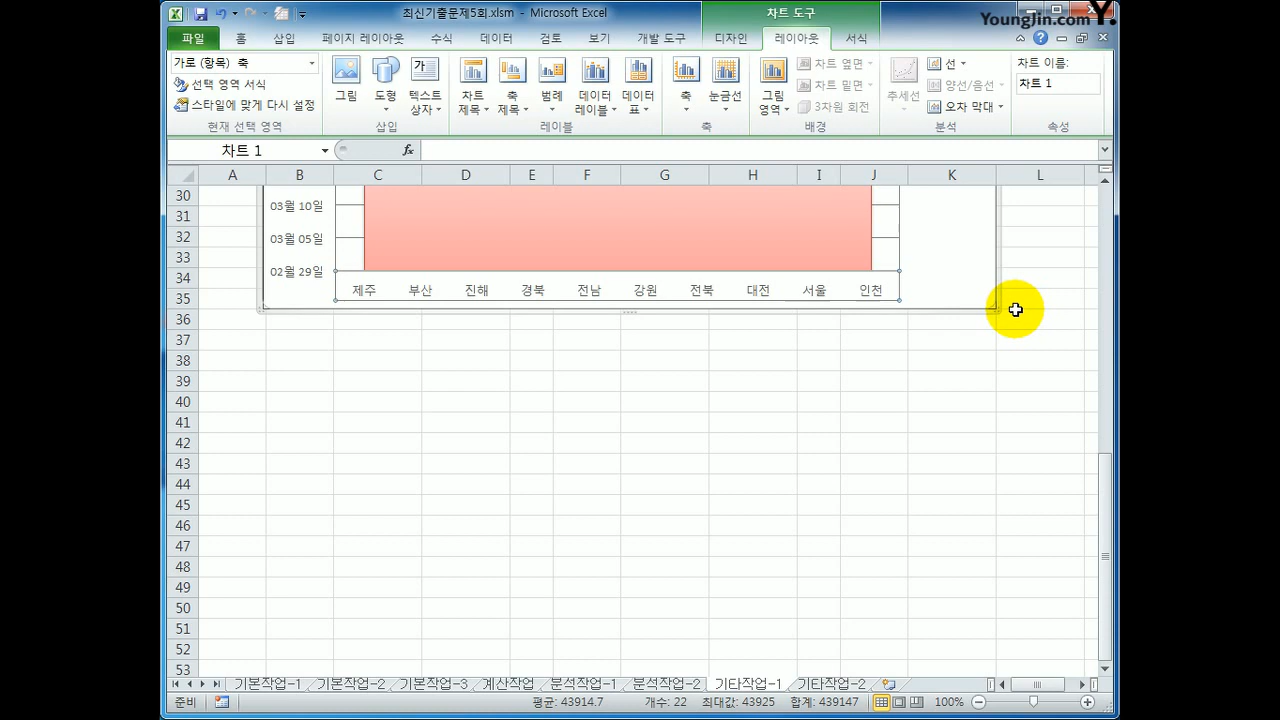 최신기출문제5회.xlsm - Microsoft Excel
차트 도구
YoungJin.com Y.
파일 홈 삽입 페이지 레이아웃 수식 데이터 검토 보기 개발 도구 디자인 레이아웃 서식
가로 (항목) 축
선택 영역 서식
스타일에 맞게 다시 설정
현재 선택 영역
그림
도형
텍스트 상자
삽입
차트 제목
축 제목
범례
데이터 레이블
데이터 표
레이블
축
눈금선
축
그림 영역
차트 옆면
차트 밑면
3차원 회전
배경
추세선
선
양선/음선
오차 막대
분석
차트 이름:
차트 1
속성
차트 1 fx
A B C D E F G H I J K L
30
31
32
33
34
35
36
37
38
39
40
41
42
43
44
45
46
47
48
49
50
51
52
53
03월 10일
03월 05일
02월 29일
제주 부산 진해 경북 전남 강원 전북 대전 서울 인천
기본작업-1 기본작업-2 기본작업-3 계산작업 분석작업-1 분석작업-2 기타작업-1 기타작업-2
준비 평균: 43914.7 개수: 22 최대값: 43925 합계: 439147 100%